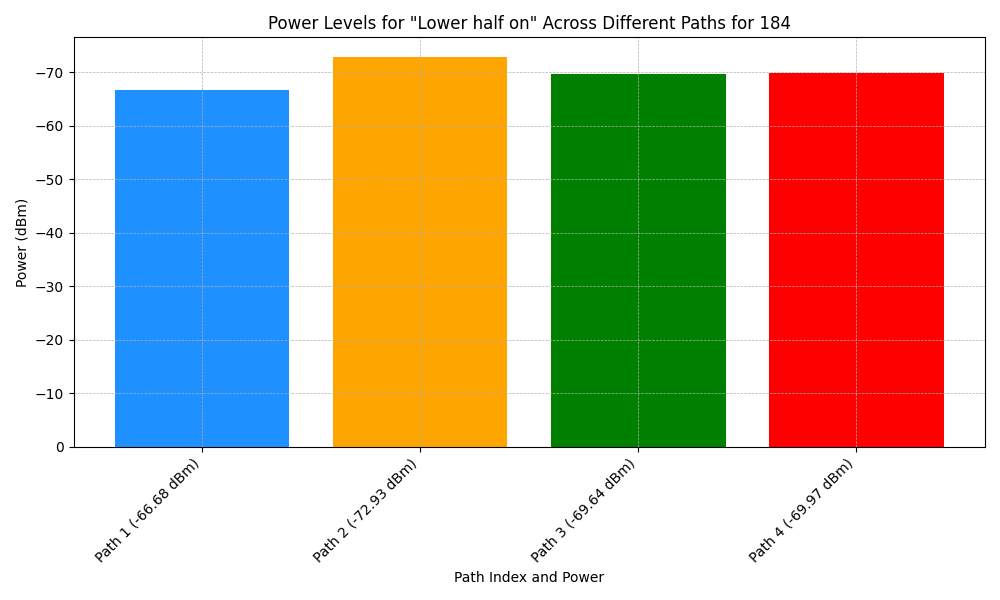 Power Levels for "Lower half on" Across Different Paths for 184
Power (dBm)
−70
−60
−50
−40
−30
−20
−10
0
Path 1 (-66.68 dBm)
Path 2 (-72.93 dBm)
Path 3 (-69.64 dBm)
Path 4 (-69.97 dBm)
Path Index and Power